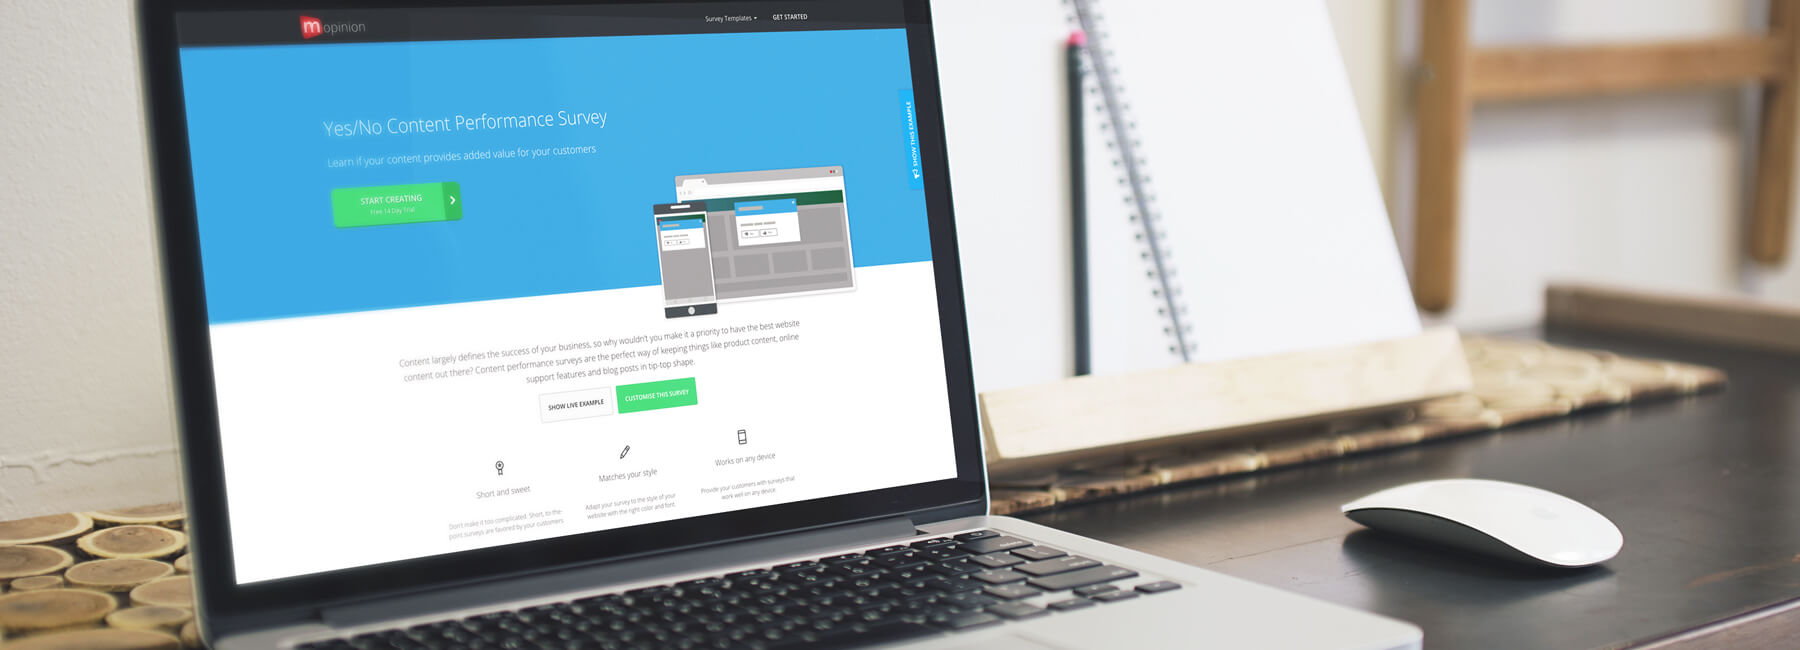 mopinion
Survey Templates
GET STARTED
Yes/No Content Performance Survey
Learn if your content provides added value for your customers
START CREATING
Free 14 Day Trial
SHOW THIS EXAMPLE
Content largely defines the success of your business, so why wouldn't you make it a priority to have the best website
content out there? Content performance surveys are the perfect way of keeping things like product content, online
support features and blog posts in tip-top shape.
SHOW LIVE EXAMPLE
CUSTOMISE THIS SURVEY
Short and sweet
Matches your style
Works on any device
Don't make it too complicated. Short, to-the-
point surveys are favored by your customers
Adapt your survey to the style of your
website with the right color and font.
Provide your customers with surveys that
work well on any device.